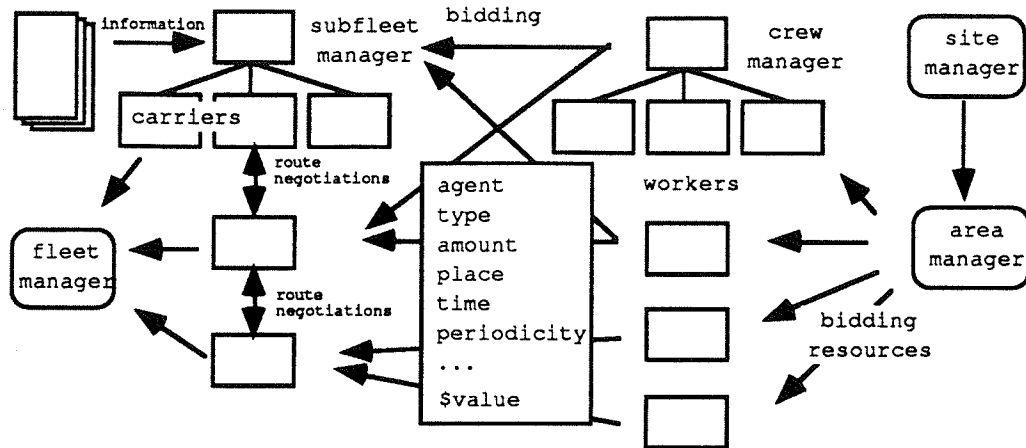 information
subfleet
manager
bidding
crew
manager
site
manager
carriers
route
negotiations
workers
agent
type
amount
place
time
periodicity
...
$value
fleet
manager
area
manager
route
negotiations
bidding
resources